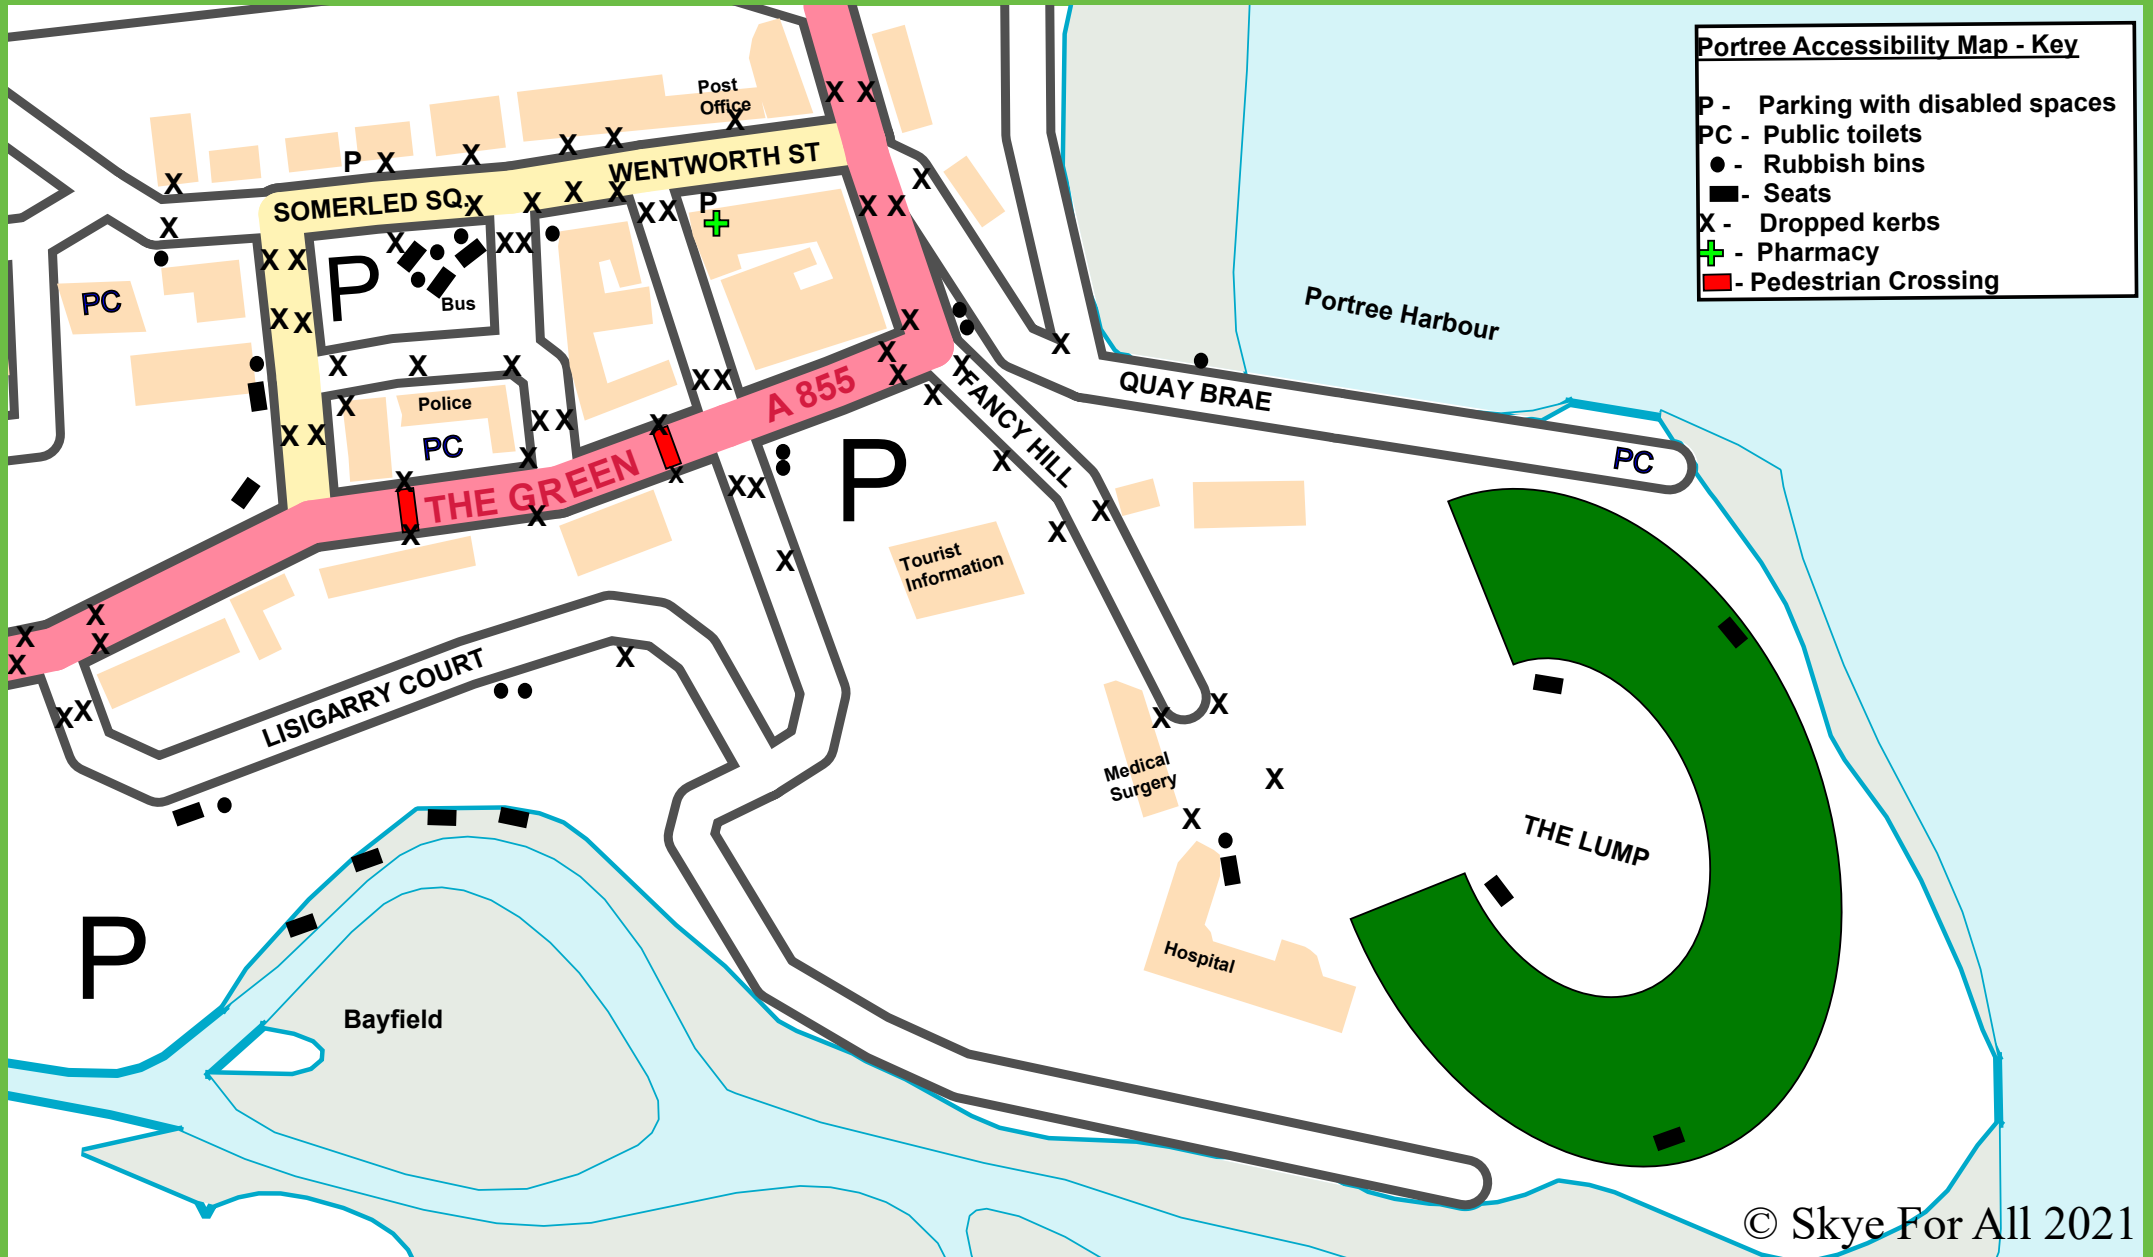 Portree Accessibility Map - Key
P - Parking with disabled spaces
PC - Public toilets
- Rubbish bins
- Seats
X - Dropped kerbs
- Pharmacy
- Pedestrian Crossing
Post
Office
X X
X
X X
X
P X
X
WENTWORTH ST
X
X
SOMERLED SQ.
X
X
X
X
P
X X
X X
X
X
X
X X
X X
P
Bus
PC
X X
Portree Harbour
X
X
X
X
X
X
X
X
X X
X
QUAY BRAE
A 855
X
FANCY HILL
Police
X
X X
X
X X
PC
X
P
X
PC
X
X
THE GREEN
X X
X
X
X
X
X
Tourist
Information
X
X
X
X
X
X
LISIGARRY COURT
X X
X
X
Medical
Surgery
X
X
THE LUMP
P
Hospital
Bayfield
© Skye For All 2021